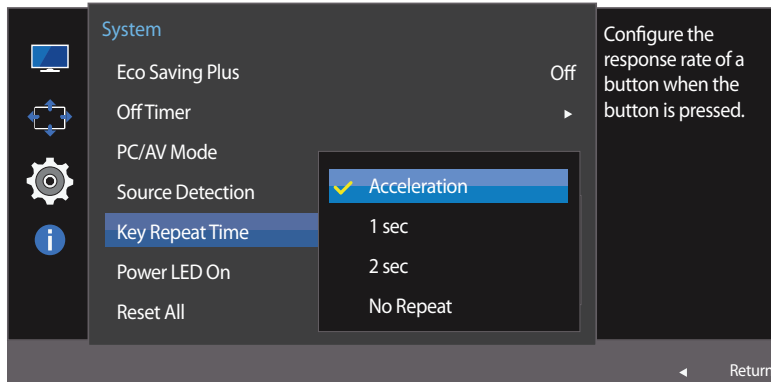 System
Eco Saving Plus Off
Off Timer
PC/AV Mode
Source Detection
Key Repeat Time
Power LED On
Reset All
Acceleration
1 sec
2 sec
No Repeat
Configure the
response rate of a
button when the
button is pressed.
Return